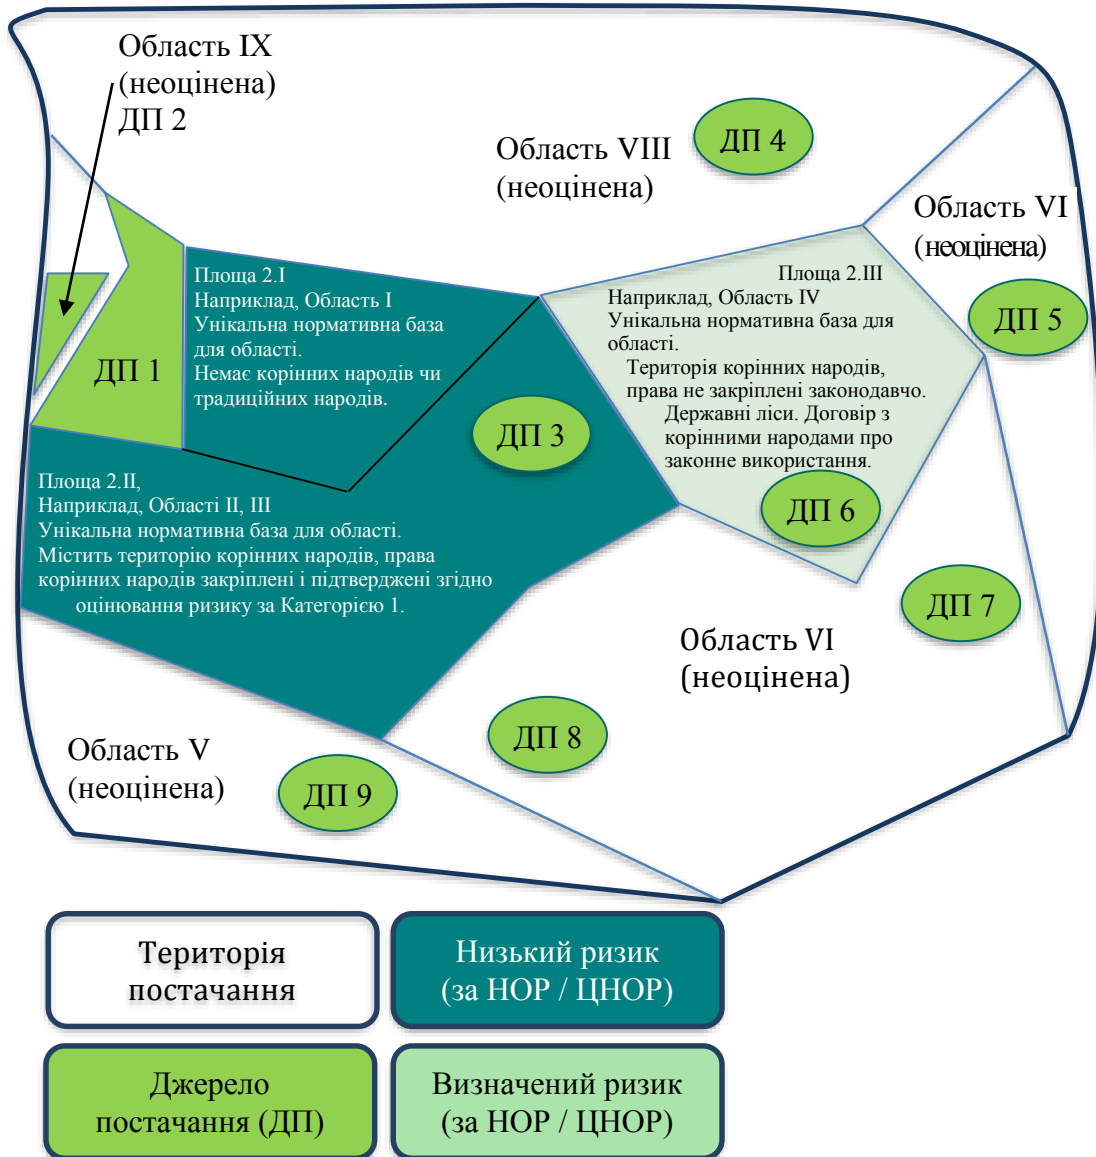 Область IX
(неоцінена)
ДП 2
ДП 4
Область VIII
(неоцінена)
Область VI
(неоцінена)
ДП 5
Площа 2.I
Наприклад, Область I
Унікальна нормативна база
для області.
Немає корінних народів чи
традиційних народів.
Площа 2.III
Наприклад, Область IV
Унікальна нормативна база для
області.
Територія корінних народів,
права не закріплені законодавчо.
Державні ліси. Договір з
корінними народами про
законне використання.
ДП 1
ДП 3
ДП 6
Площа 2.II,
Наприклад, Області II, III
Унікальна нормативна база для області.
Містить територію корінних народів, права
корінних народів закріплені і підтверджені згідно
оцінювання ризику за Категорією 1.
ДП 7
Область VI
(неоцінена)
ДП 8
Область V
(неоцінена)
ДП 9
Територія
постачання
Низький ризик
(за НОР / ЦНОР)
Джерело
постачання (ДП)
Визначений ризик
(за НОР / ЦНОР)